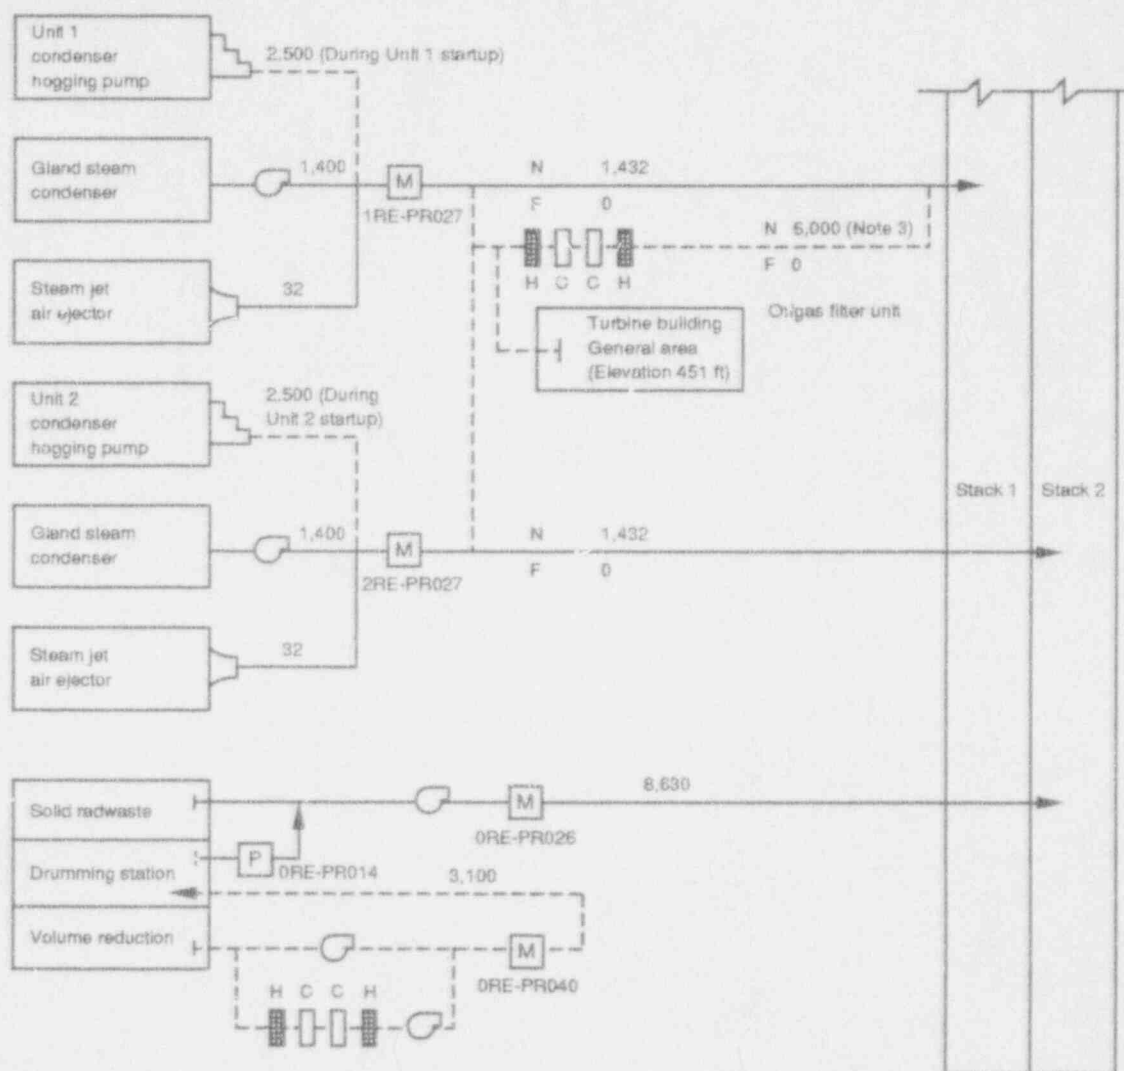 Unit 1
condenser
hogging pump
2,500 (During Unit 1 startup)
Gland steam
condenser
1,400
M
1RE-PR027
N 1,432
F 0
N 5,000 (Note 3)
F 0
H C C H
Offgas filter unit
Steam jet
air ejector
32
Turbine building
General area
(Elevation 451 ft)
Unit 2
condenser
hogging pump
2,500 (During
Unit 2 startup)
Stack 1
Stack 2
Gland steam
condenser
1,400
M
2RE-PR027
N 1,432
F 0
Steam jet
air ejector
32
Solid radwaste
M
0RE-PR026
8,630
Drumming station
P
0RE-PR014
3,100
Volume reduction
M
0RE-PR040
H C C H